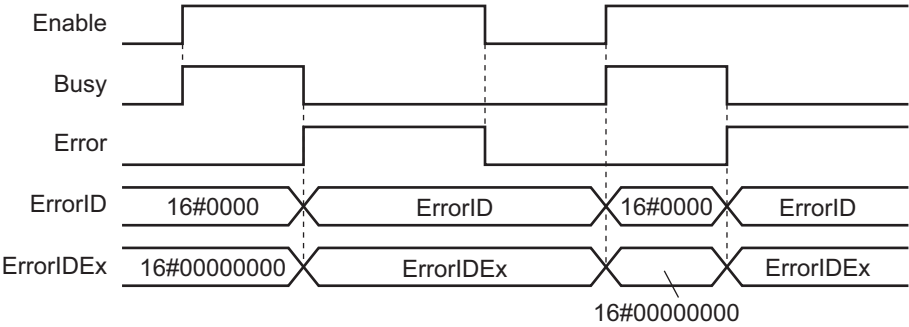 Enable
Busy
Error
ErrorID 16#0000 ErrorID 16#0000 ErrorID
ErrorIDEx 16#00000000 ErrorIDEx ErrorIDEx
16#00000000